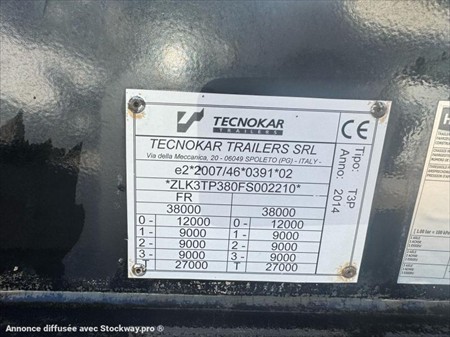 TECNOKAR
TRAILERS
TECNOKAR TRAILERS SRL
Via della Meccanica, 20 - 06049 SPOLETO (PG) - ITALY -
e2*2007/46*0391*02
*ZLK3TP380FS002210*
FR
38000 38000
0- 12000 0- 12000
1- 9000 1- 9000
2- 9000 2- 9000
3- 9000 3- 9000
T 27000 T 27000
CE
Tipo: T3P
Anno: 2014
Annonce diffusée avec Stockway.pro ®